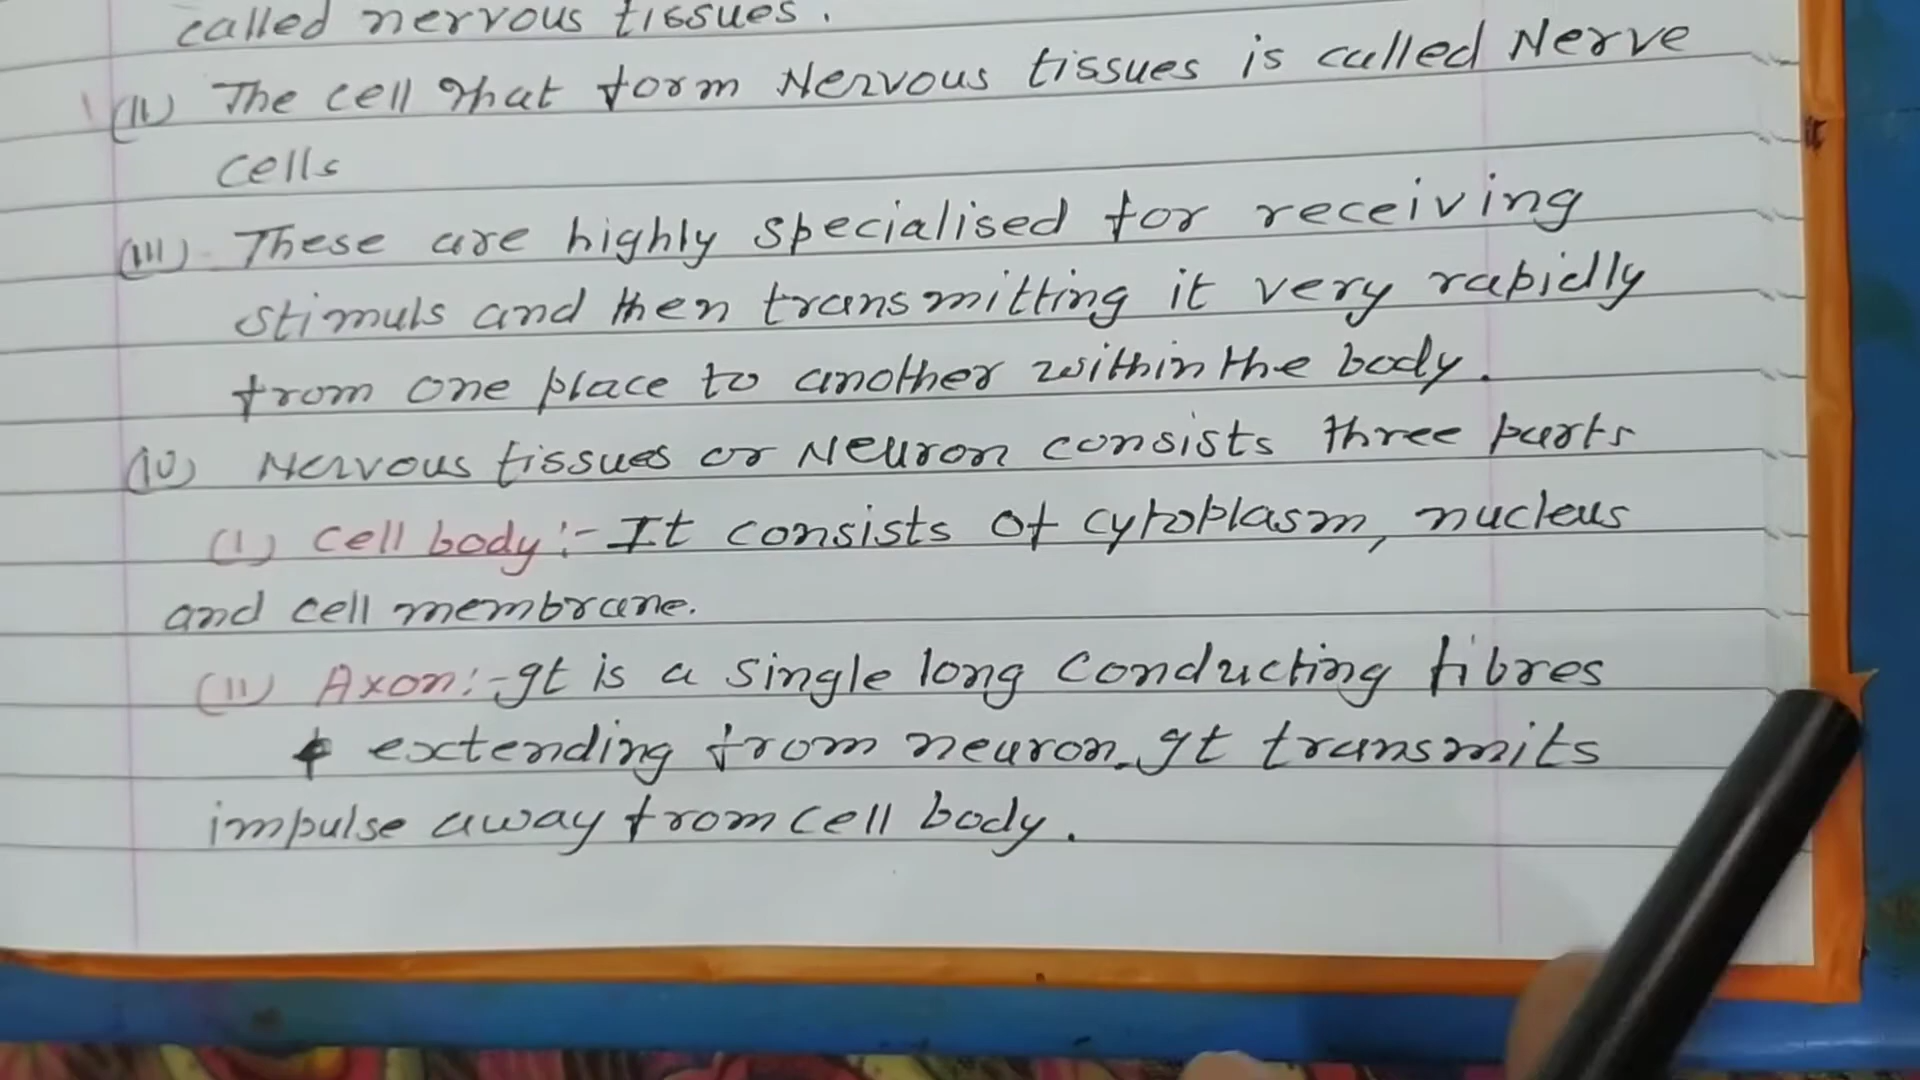 called nervous tissues.
(II) The cell that form Nervous tissues is called Nerve
cells
(III) These are highly specialised for receiving
stimuls and then transmitting it very rapidly
from one place to another within the body.
(IV) Nervous tissues or Neuron consists three parts
(I) Cell body:- It consists of cytoplasm, nucleus
and cell membrane.
(II) Axon:- It is a single long conducting fibres
extending from neuron. It transmits
impulse away from cell body.